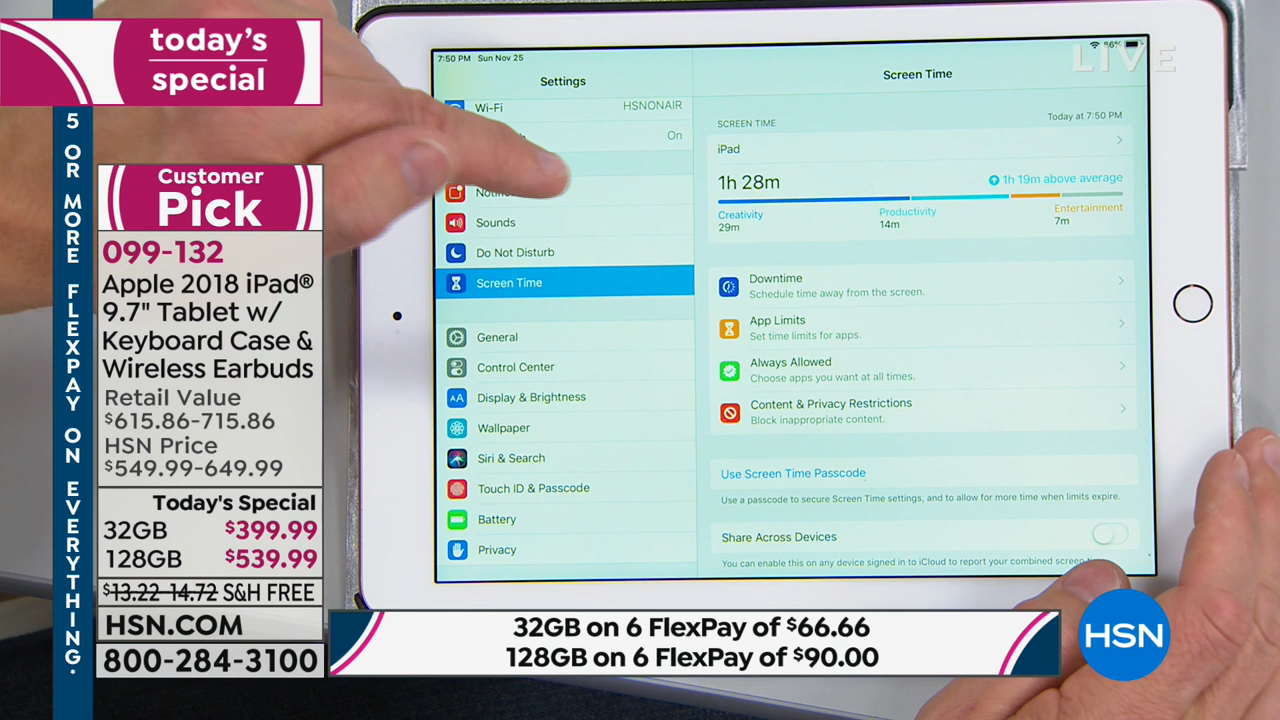 today's
special
5 OR MORE FLEXPAY ON EVERYTHING.
Customer
Pick
099-132
Apple 2018 iPad®
9.7" Tablet w/
Keyboard Case &
Wireless Earbuds
Retail Value
$615.86-715.86
HSN Price
$549.99-649.99
Today's Special
32GB $399.99
128GB $539.99
$13.22-14.72 S&H FREE
HSN.COM
800-284-3100
7:50 PM Sun Nov 25
86%
LIVE
Settings
Wi-Fi HSNONAIR
On
Sounds
Do Not Disturb
Screen Time
General
Control Center
Display & Brightness
Wallpaper
Siri & Search
Touch ID & Passcode
Battery
Privacy
Screen Time
SCREEN TIME Today at 7:50 PM
iPad
1h 28m 1h 19m above average
Creativity Productivity Entertainment
29m 14m 7m
Downtime
Schedule time away from the screen.
App Limits
Set time limits for apps.
Always Allowed
Choose apps you want at all times.
Content & Privacy Restrictions
Block inappropriate content.
Use Screen Time Passcode
Use a passcode to secure Screen Time settings, and to allow for more time when limits expire.
Share Across Devices
You can enable this on any device signed in to iCloud to report your combined screen
32GB on 6 FlexPay of $66.66
128GB on 6 FlexPay of $90.00
HSN